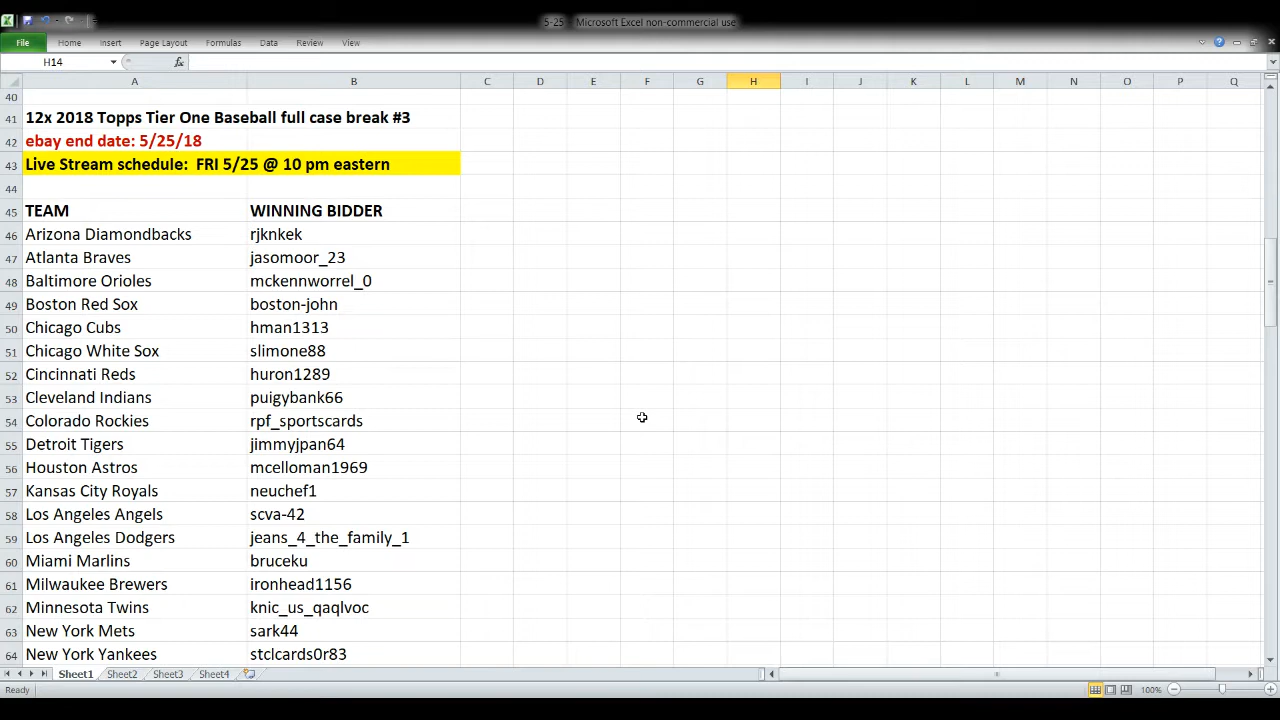 5-25 Microsoft Excel non-commercial use
File Home Insert Page Layout Formulas Data Review View
H14 fx
A B C D E F G H I J K L M N O P Q
40
41 12x 2018 Topps Tier One Baseball full case break #3
42 ebay end date: 5/25/18
43 Live Stream schedule: FRI 5/25 @ 10 pm eastern
44
45 TEAM WINNING BIDDER
46 Arizona Diamondbacks rjknkek
47 Atlanta Braves jasomoor_23
48 Baltimore Orioles mckennworrel_0
49 Boston Red Sox boston-john
50 Chicago Cubs hman1313
51 Chicago White Sox slimone88
52 Cincinnati Reds huron1289
53 Cleveland Indians puigybank66
54 Colorado Rockies rpf_sportscards
55 Detroit Tigers jimmyjpan64
56 Houston Astros mcelloman1969
57 Kansas City Royals neuchef1
58 Los Angeles Angels scva-42
59 Los Angeles Dodgers jeans_4_the_family_1
60 Miami Marlins bruceku
61 Milwaukee Brewers ironhead1156
62 Minnesota Twins knic_us_qaqlvoc
63 New York Mets sark44
64 New York Yankees stclcards0r83
Sheet1 Sheet2 Sheet3 Sheet4
Ready 100%